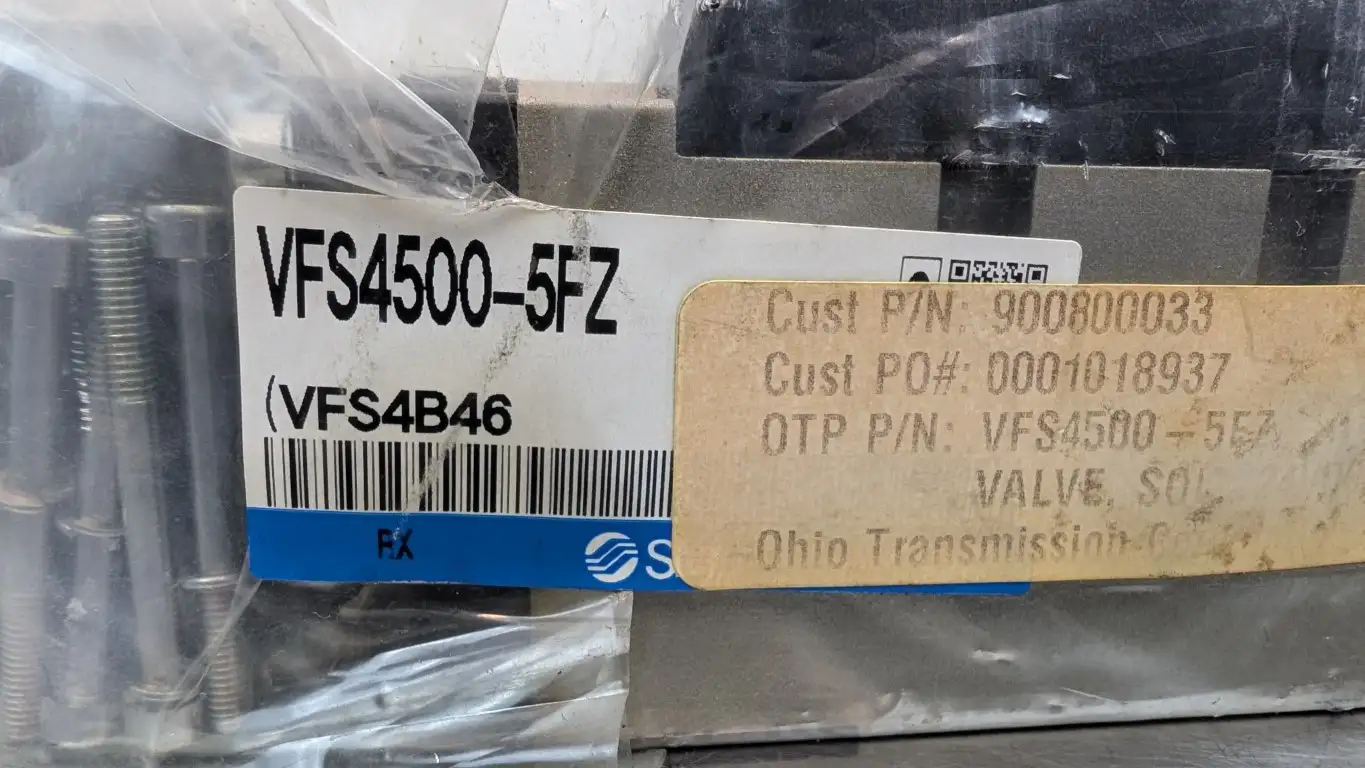 VFS4500-5FZ
(VFS4B46
RX
S
Cust P/N: 900800033
Cust PO#: 0001018937
OTP P/N: VFS4500-5FZ
VALVE, SOL
Ohio Transmission